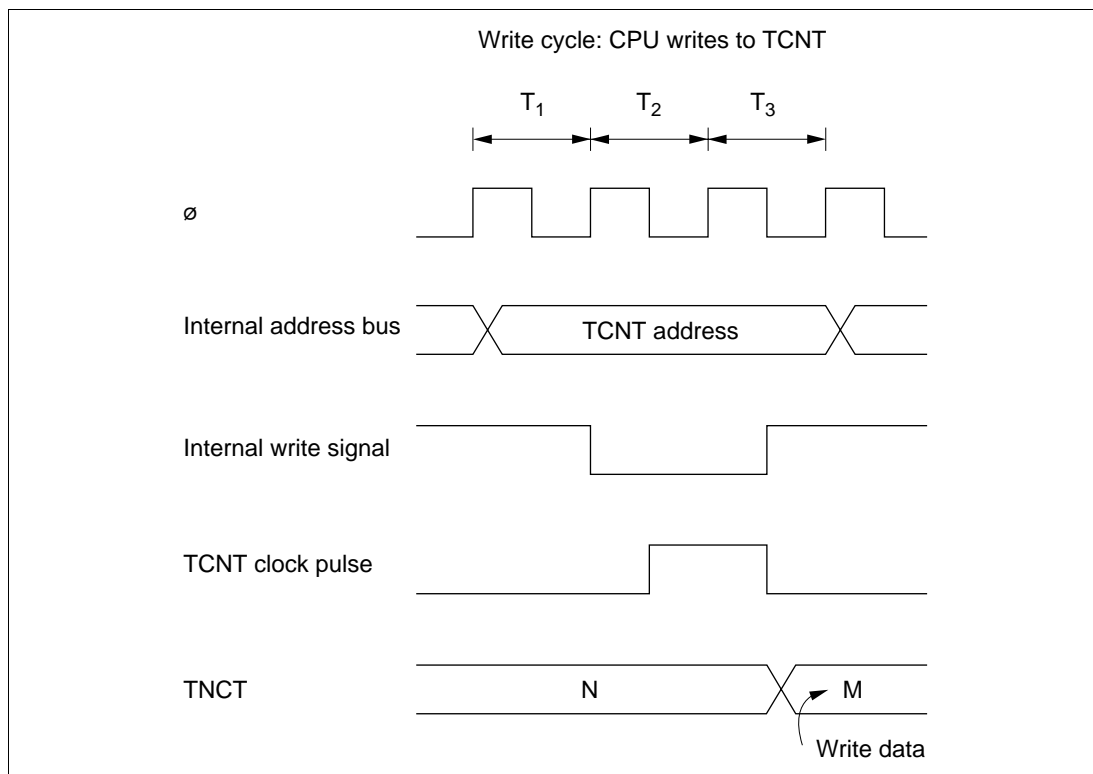 Write cycle: CPU writes to TCNT
T1 T2 T3
ø
Internal address bus TCNT address
Internal write signal
TCNT clock pulse
TNCT N M
Write data